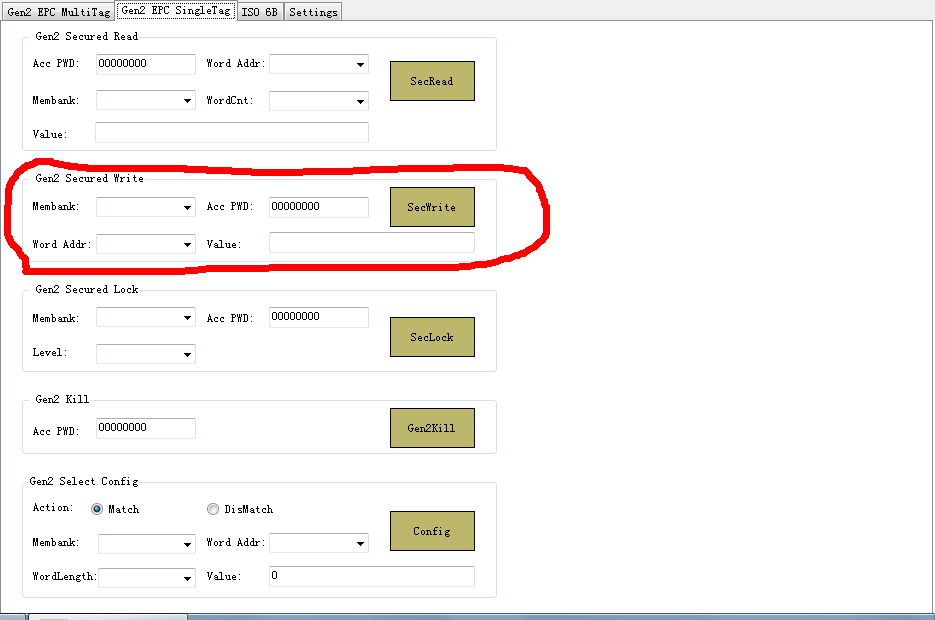 Gen2 EPC MultiTag Gen2 EPC SingleTag ISO 6B Settings
Gen2 Secured Read
Acc PWD: 00000000 Word Addr:
SecRead
Membank: WordCnt:
Value:
Gen2 Secured Write
Membank: Acc PWD: 00000000 SecWrite
Word Addr: Value:
Gen2 Secured Lock
Membank: Acc PWD: 00000000
SecLock
Level:
Gen2 Kill
Acc PWD: 00000000 Gen2Kill
Gen2 Select Config
Action: Match DisMatch
Config
Membank: Word Addr:
WordLength: Value: 0